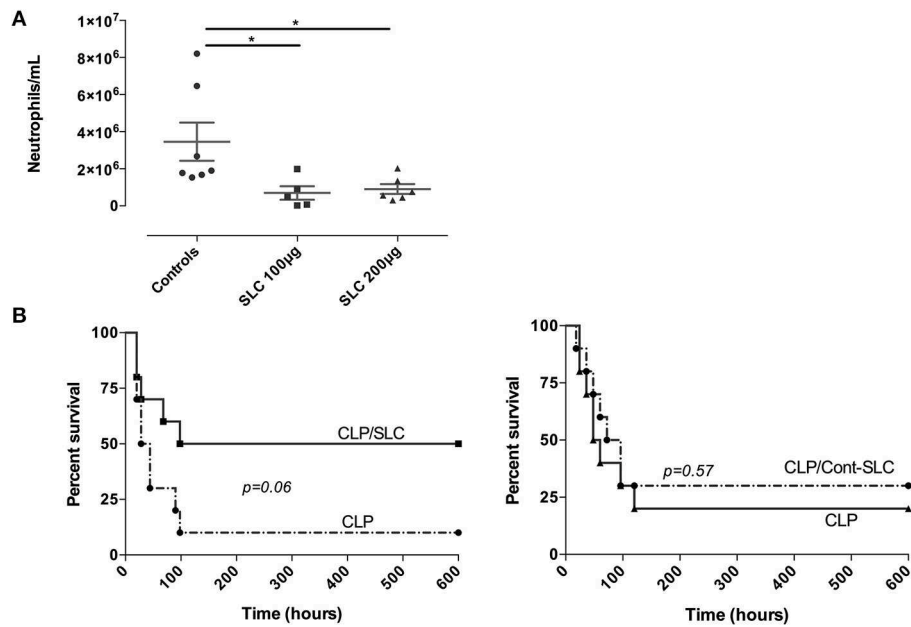 A
Neutrophils/mL
1×10⁷
8×10⁶
6×10⁶
4×10⁶
2×10⁶
0
*
*
Controls
SLC 100µg
SLC 200µg
B
Percent survival
100
75
50
25
0
CLP/SLC
p=0.06
CLP
0
100
200
300
400
500
600
Time (hours)
Percent survival
100
75
50
25
0
p=0.57
CLP/Cont-SLC
CLP
0
100
200
300
400
500
600
Time (hours)